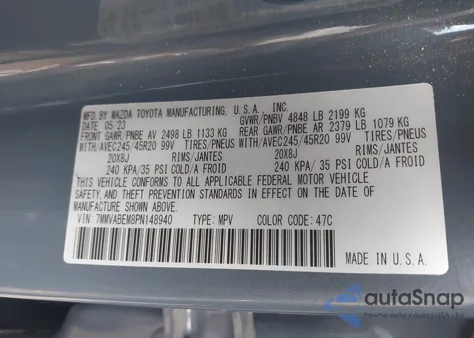 MFD. BY MAZDA TOYOTA MANUFACTURING, U.S.A., INC.
DATE 05/23 GVWR/PNBV 4848 LB 2199 KG
FRONT GAWR/PNBE AV 2498 LB 1133 KG REAR GAWR/PNBE AR 2379 LB 1079 KG
WITH/AVEC245/45R20 99V TIRES/PNEUS WITH/AVEC245/45R20 99V TIRES/PNEUS
20X8J RIMS/JANTES 20X8J RIMS/JANTES
240 KPA/ 35 PSI COLD/A FROID 240 KPA/ 35 PSI COLD/A FROID
THIS VEHICLE CONFORMS TO ALL APPLICABLE FEDERAL MOTOR VEHICLE
SAFETY, AND THEFT PREVENTION STANDARDS IN EFFECT ON THE DATE OF
MANUFACTURE SHOWN ABOVE.
VIN: 7MMVABEM8PN148940 TYPE: MPV COLOR CODE: 47C
MADE IN U.S.A.
autoSnap